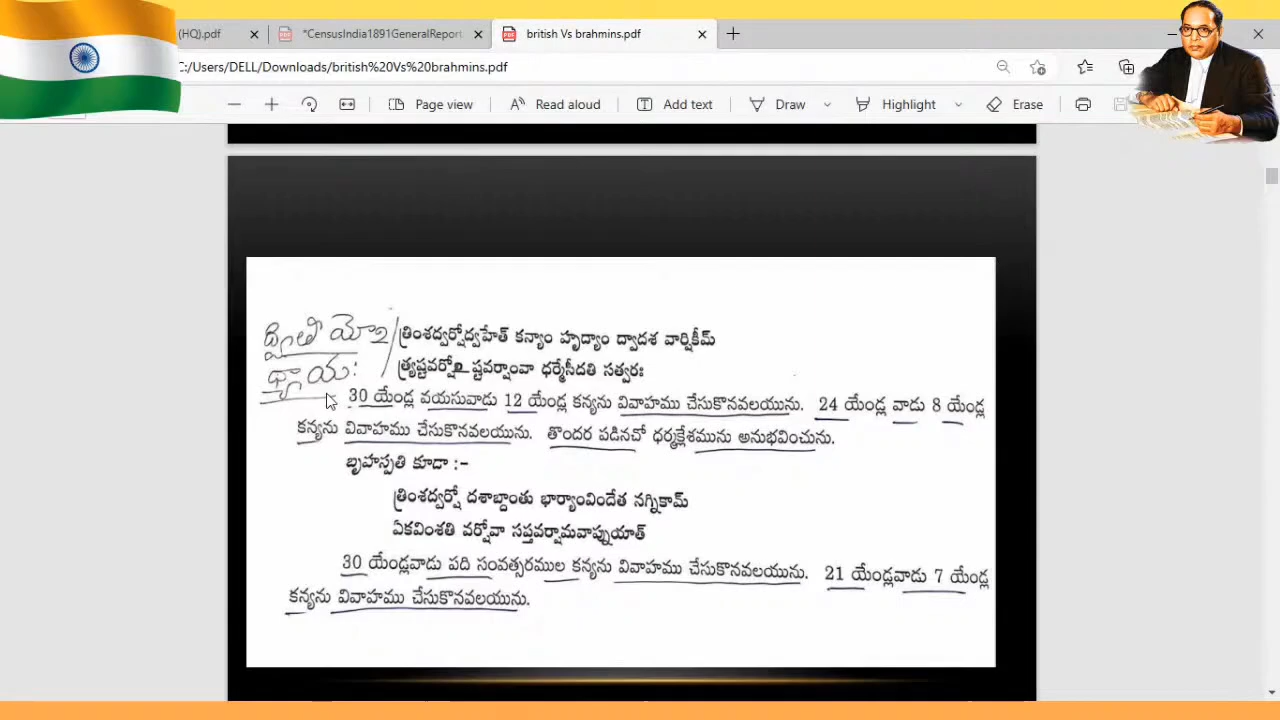 (HQ).pdf
*CensusIndia1891GeneralReport.
british Vs brahmins.pdf
C:/Users/DELL/Downloads/british%20Vs%20brahmins.pdf
Page view
Read aloud
Add text
Draw
Highlight
Erase
ద్వితీయోఽ
ధ్యాయః
త్రింశద్వర్షోద్వహేత్ కన్యాం హృద్యాం ద్వాదశ వార్షికీమ్
త్ర్యష్టవర్షోఽ ష్టవర్షాంవా ధర్మేసీదతి సత్వరః
30 యేండ్ల వయసువాడు 12 యేండ్ల కన్యను వివాహము చేసుకొనవలయును. 24 యేండ్ల వాడు 8 యేండ్ల
కన్యను వివాహము చేసుకొనవలయును. తొందర పడినచో ధర్మక్లేశమును అనుభవించును.
బృహస్పతి కూడా :-
త్రింశద్వర్షో దశాబ్దాంతు భార్యాంవిందేత నగ్నికామ్
ఏకవింశతి వర్షోవా సప్తవర్షామవాప్నుయాత్
30 యేండ్లవాడు పది సంవత్సరముల కన్యను వివాహము చేసుకొనవలయును. 21 యేండ్లవాడు 7 యేండ్ల
కన్యను వివాహము చేసుకొనవలయును.